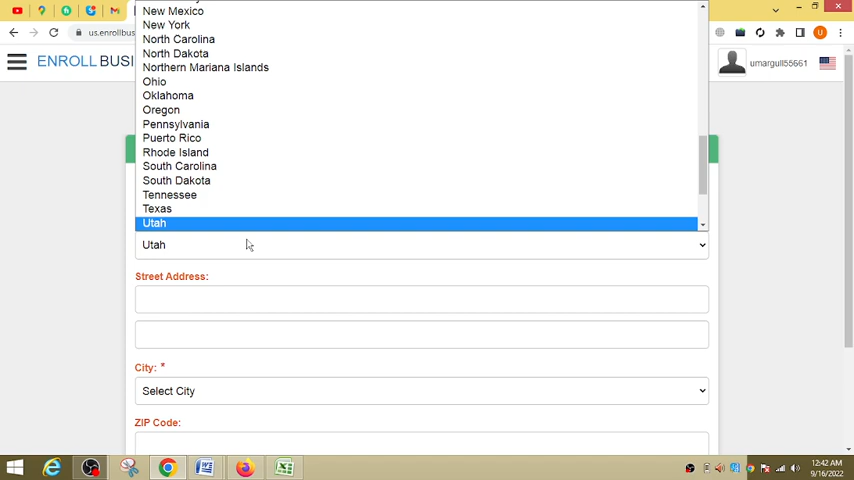 New Mexico
us.enrollbus
New York
North Carolina
North Dakota
ENROLLBUSI
umargull55661
Northern Mariana Islands
Ohio
Oklahoma
Oregon
Pennsylvania
Puerto Rico
Rhode Island
South Carolina
South Dakota
Tennessee
Texas
Utah
Utah
Street Address:
City: *
Select City
ZIP Code:
12:42 AM
9/16/2022